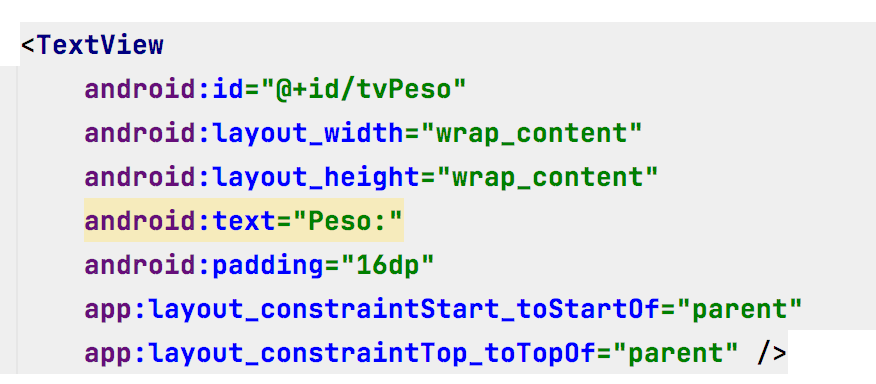 <TextView
android:id="@+id/tvPeso"
android:layout_width="wrap_content"
android:layout_height="wrap_content"
android:text="Peso:"
android:padding="16dp"
app:layout_constraintStart_toStartOf="parent"
app:layout_constraintTop_toTopOf="parent" />